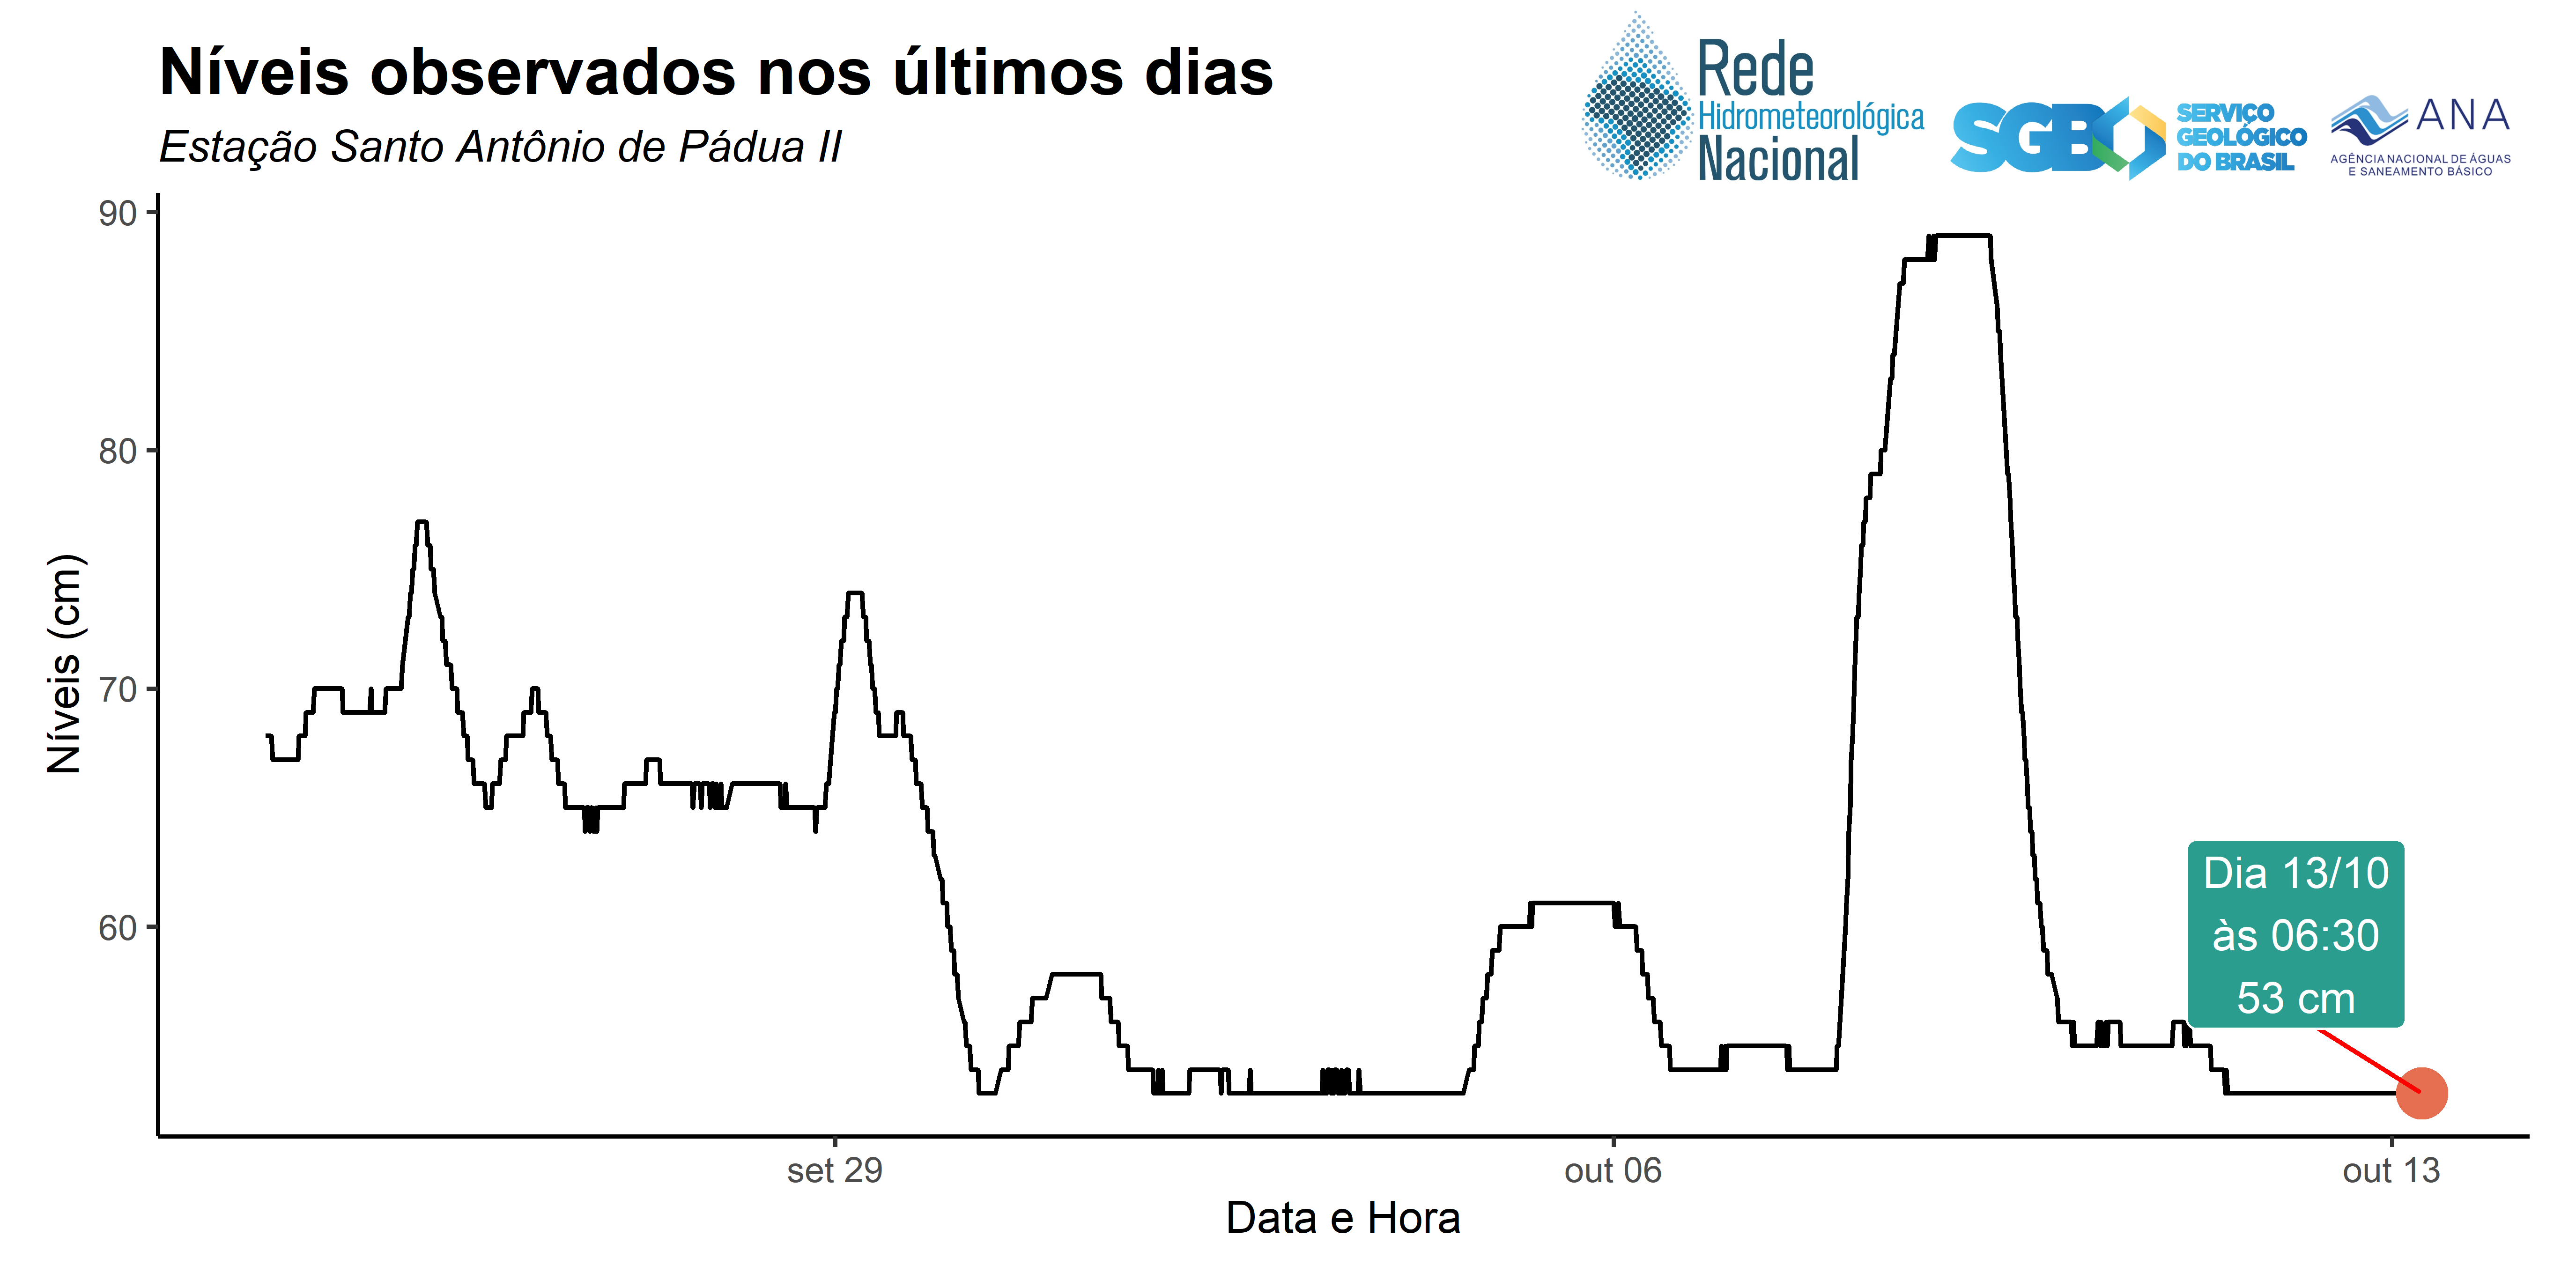 Níveis observados nos últimos dias
Estação Santo Antônio de Pádua II
Rede
Hidrometeorológica
Nacional
SGB
SERVIÇO
GEOLÓGICO
DO BRASIL
ANA
AGÊNCIA NACIONAL DE ÁGUAS
E SANEAMENTO BÁSICO
Níveis (cm)
90
80
70
60
Dia 13/10
às 06:30
53 cm
set 29
out 06
out 13
Data e Hora